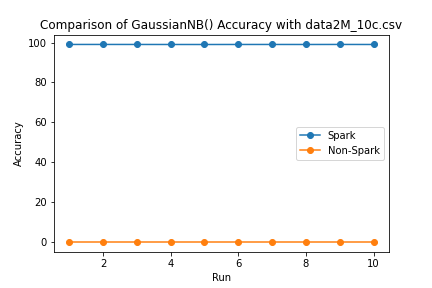 Comparison of GaussianNB() Accuracy with data2M_10c.csv
100
80
60
40
20
0
Accuracy
Spark
Non-Spark
2
4
6
8
10
Run